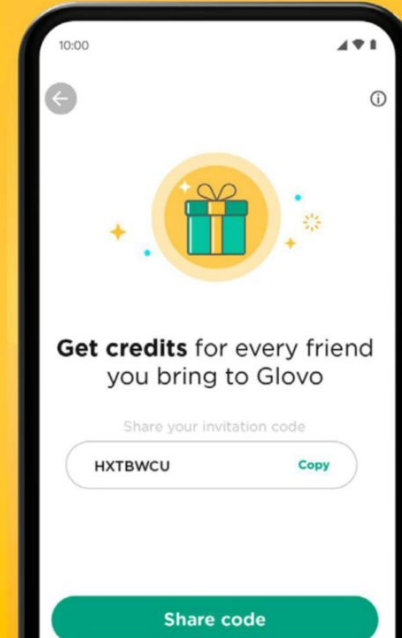 10:00
Get credits for every friend
you bring to Glovo
Share your invitation code
HXTBWCU
Copy
Share code